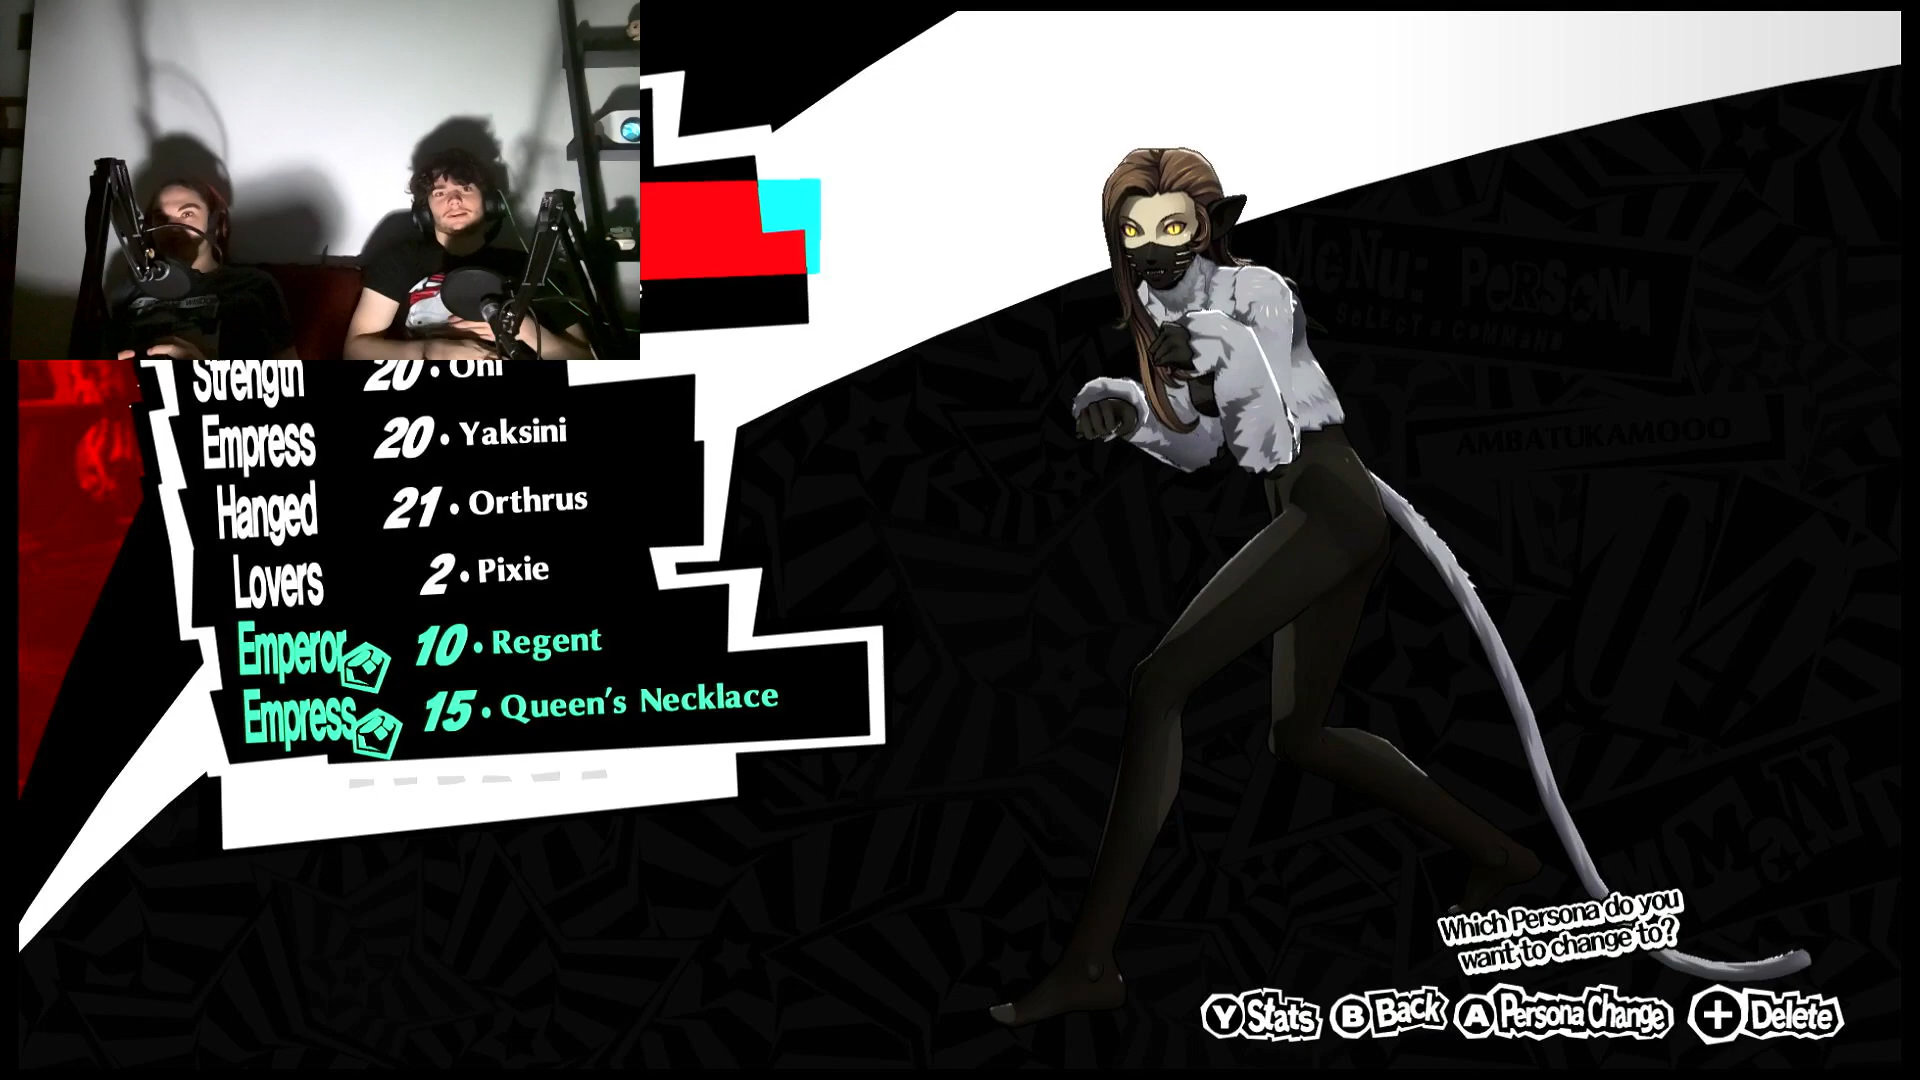 Strength 20 • Oni
Empress 20 • Yaksini
Hanged 21 • Orthrus
Lovers 2 • Pixie
Emperor 10 • Regent
Empress 15 • Queen's Necklace
MeNu: PeRSoNA
SeLEcT a CoMMaND
AMBATUKAMOOO
Which Persona do you
want to change to?
Y Stats B Back A Persona Change + Delete